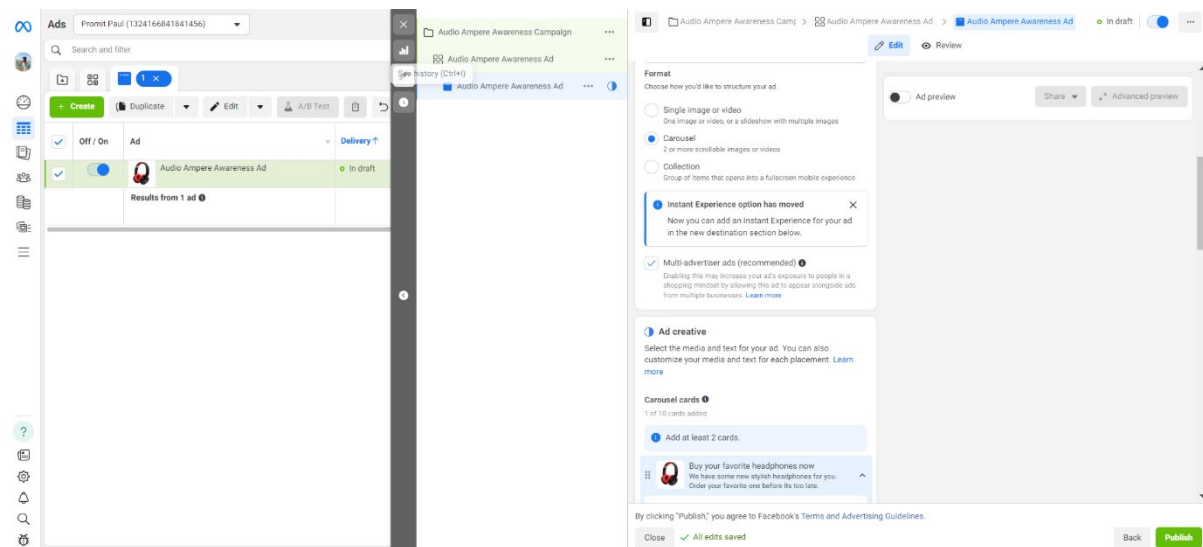 Ads
Promit Paul (1324166841841456)
Search and filter
1 ×
+ Create
Duplicate
Edit
A/B Test
Off / On
Ad
Delivery ↑
Audio Ampere Awareness Ad
In draft
Results from 1 ad
See history (Ctrl+I)
Audio Ampere Awareness Campaign
Audio Ampere Awareness Ad
Audio Ampere Awareness Ad
Audio Ampere Awareness Camp > Audio Ampere Awareness Ad > Audio Ampere Awareness Ad
In draft
Edit
Review
Format
Choose how you'd like to structure your ad.
Single image or video
One image or video, or a slideshow with multiple images
Carousel
2 or more scrollable images or videos
Collection
Group of items that opens into a fullscreen mobile experience
Instant Experience option has moved
Now you can add an Instant Experience for your ad
in the new destination section below.
Multi-advertiser ads (recommended)
Enabling this may increase your ad's exposure to people in a
shopping mindset by allowing this ad to appear alongside ads
from multiple businesses. Learn more
Ad creative
Select the media and text for your ad. You can also
customize your media and text for each placement. Learn
more
Carousel cards
1 of 10 cards added
Add at least 2 cards.
Buy your favorite headphones now
We have some new stylish headphones for you.
Order your favorite one before its too late.
Ad preview
Share
Advanced preview
By clicking "Publish," you agree to Facebook's Terms and Advertising Guidelines.
Close
All edits saved
Back
Publish